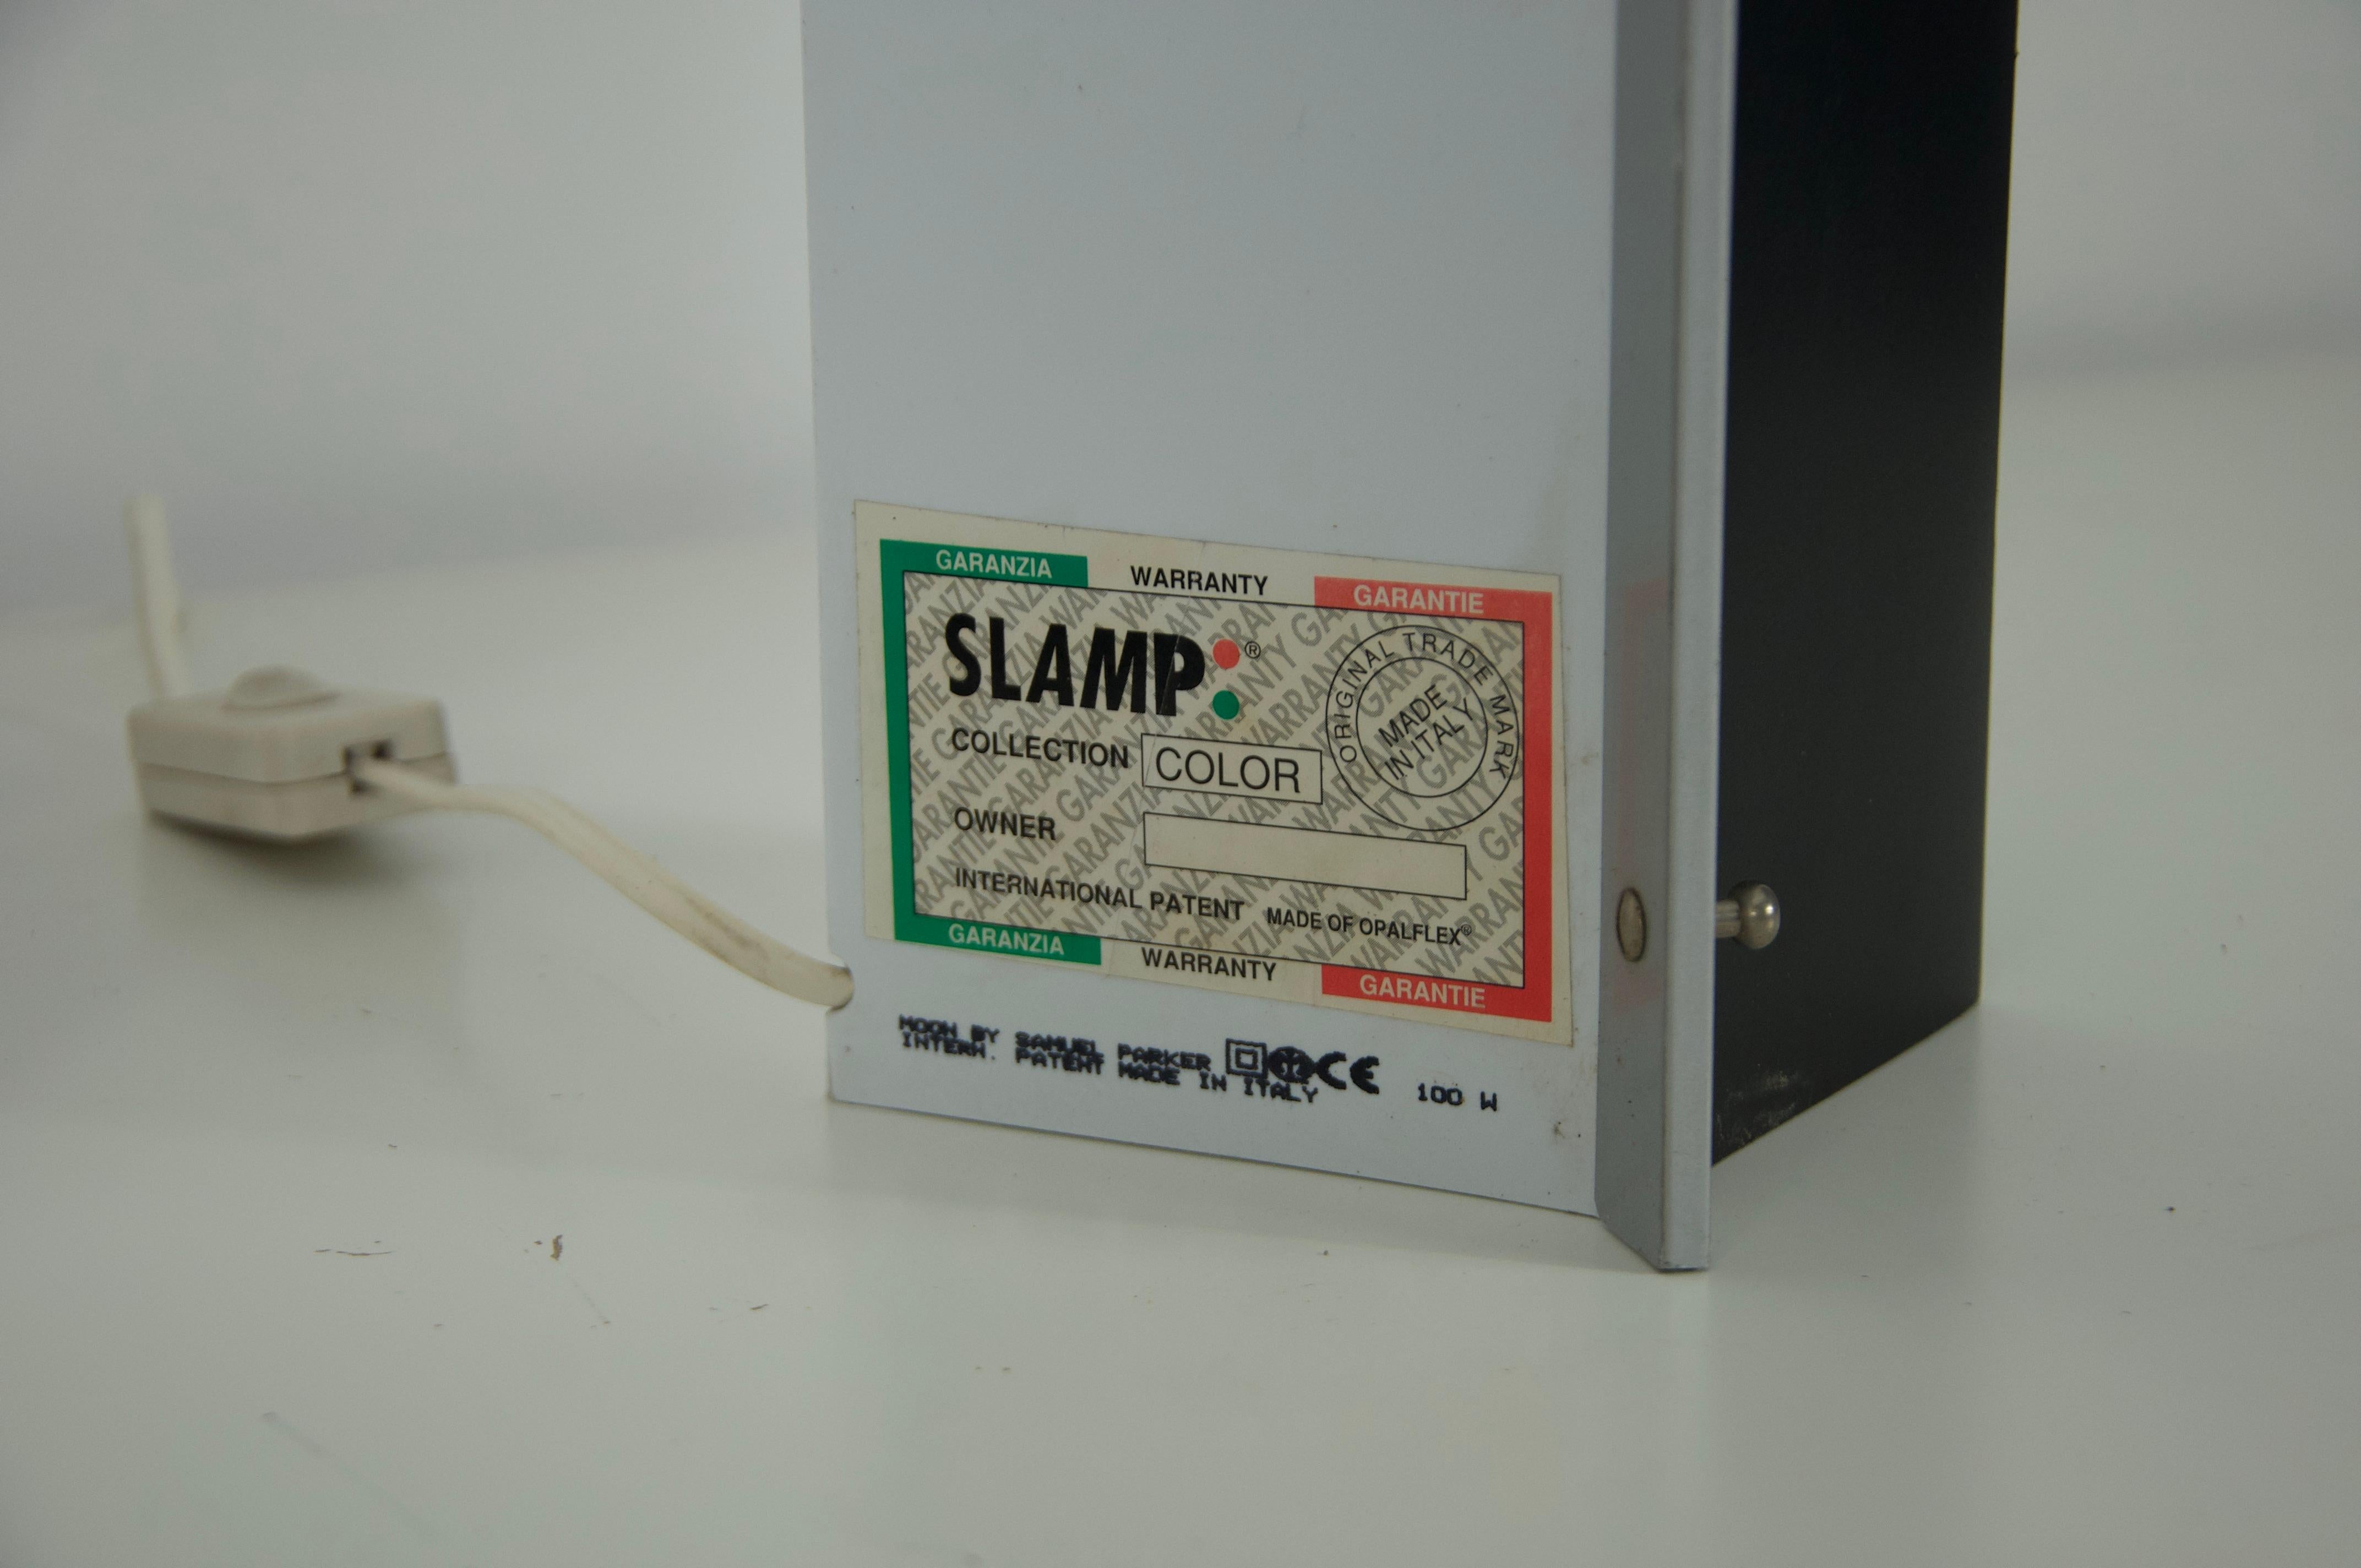 GARANZIA WARRANTY GARANTIE
SLAMP®
ORIGINAL TRADE MARK
MADE
IN ITALY
COLLECTION COLOR
OWNER
INTERNATIONAL PATENT MADE OF OPALFLEX®
GARANZIA WARRANTY GARANTIE
MOON BY SAMUEL PARKER CE 100 W
INTERN. PATENT MADE IN ITALY